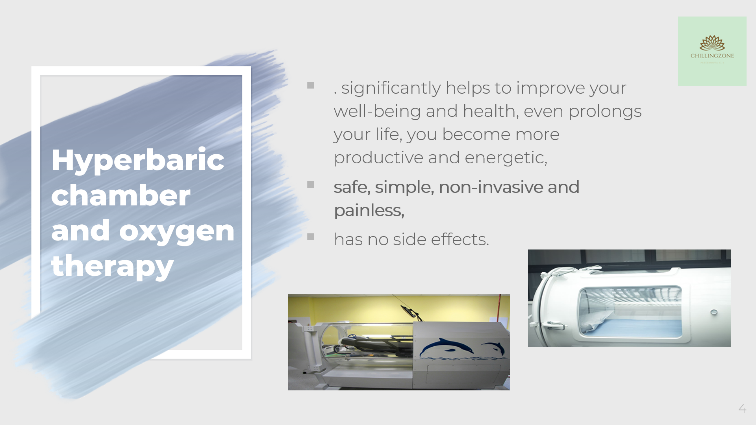 CHILLINGZONE
Hyperbaric
chamber
and oxygen
therapy
. significantly helps to improve your
well-being and health, even prolongs
your life, you become more
productive and energetic,
safe, simple, non-invasive and
painless,
has no side effects.
4